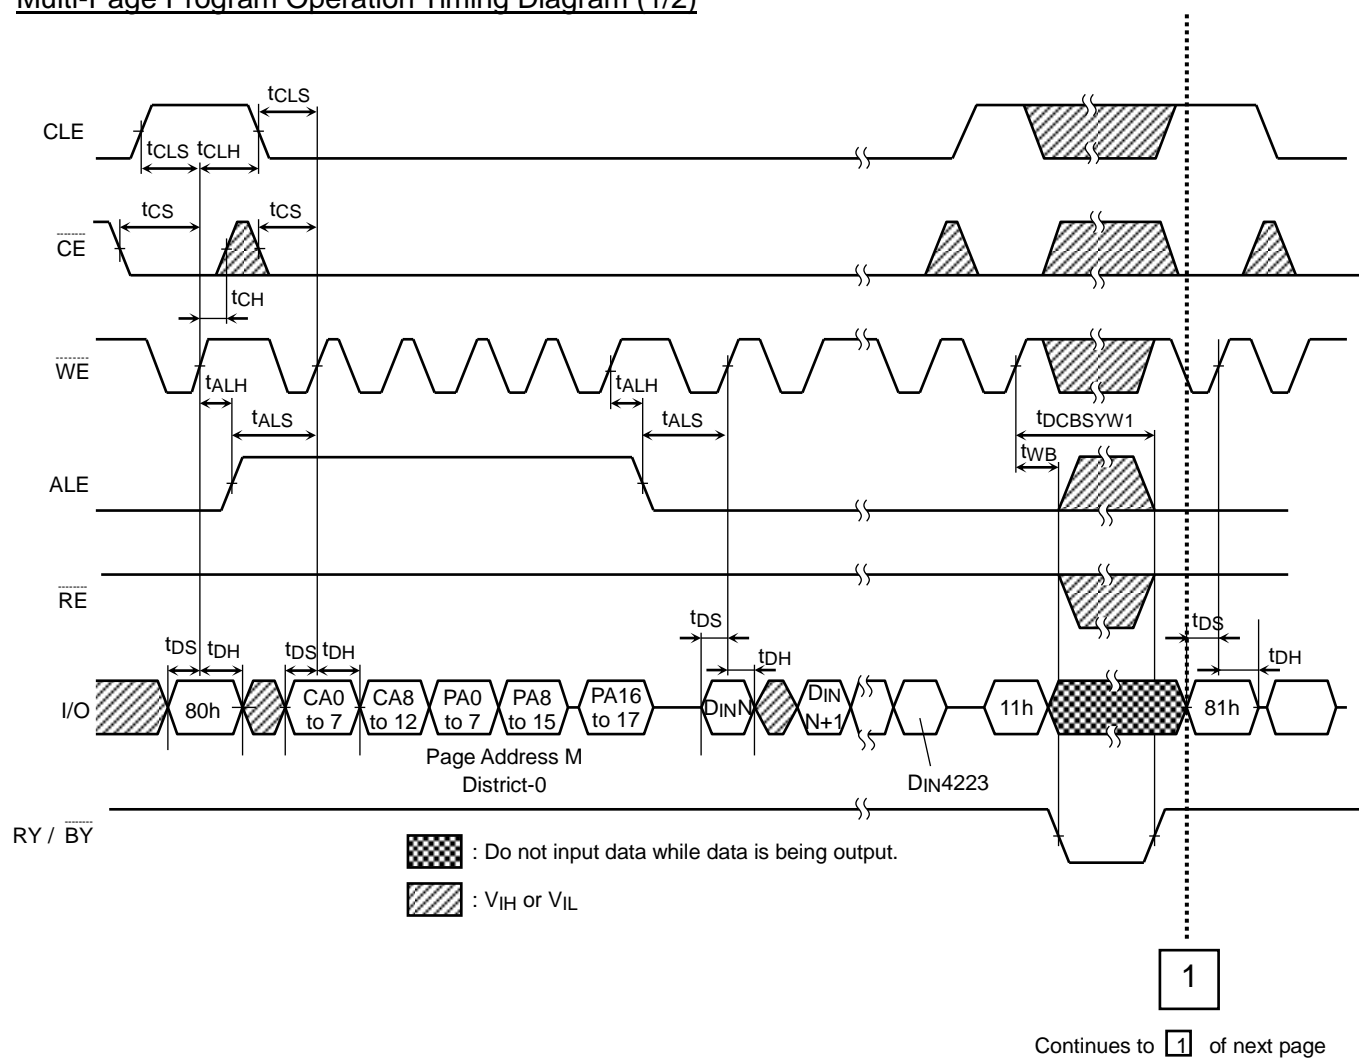 Multi-Page Program Operation Timing Diagram (1/2)
tCLS
CLE
tCLS tCLH
tCS tCS
CE
tCH
WE
tALH tALH
tALS tALS tDCBSYW1
tWB
ALE
RE
tDS tDS
tDS tDH tDS tDH tDH tDH
I/O
80h
CA0 to 7
CA8 to 12
PA0 to 7
PA8 to 15
PA16 to 17
DINN
DIN N+1
11h
81h
Page Address M
District-0
DIN4223
RY / BY
: Do not input data while data is being output.
: VIH or VIL
1
Continues to 1 of next page